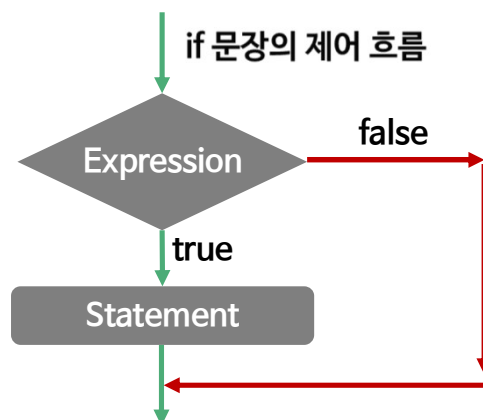 if 문장의 제어 흐름
false
Expression
true
Statement